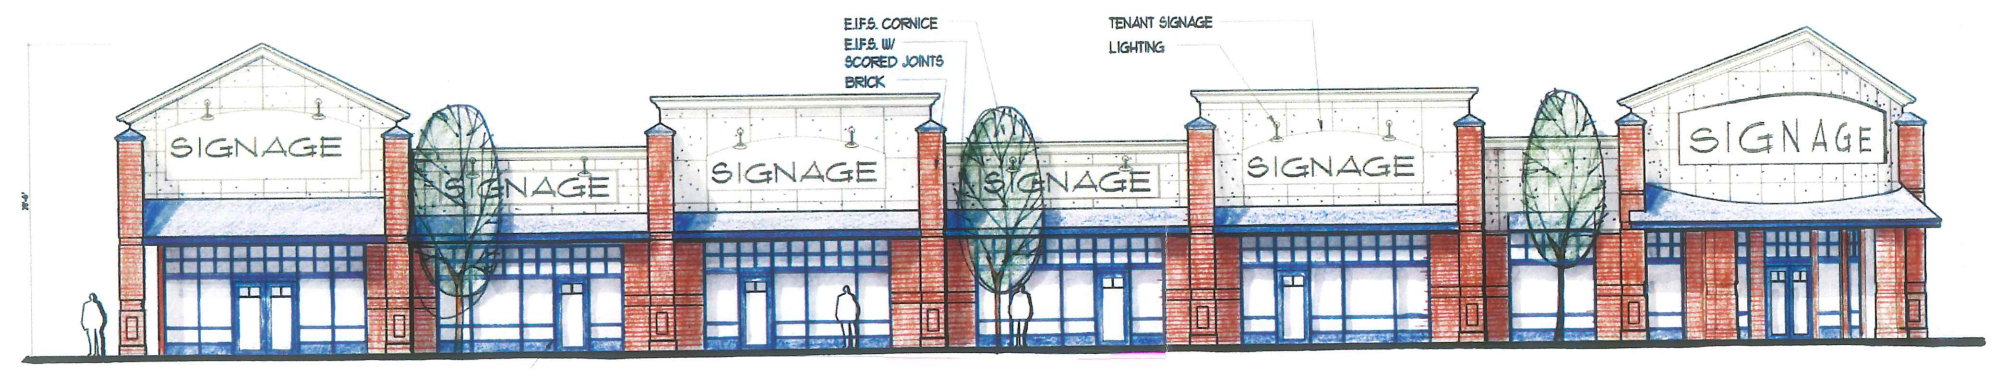 E.I.F.S. CORNICE
E.I.F.S. W/
SCORED JOINTS
BRICK
TENANT SIGNAGE
LIGHTING
SIGNAGE
SIGNAGE
SIGNAGE
SIGNAGE
SIGNAGE
SIGNAGE